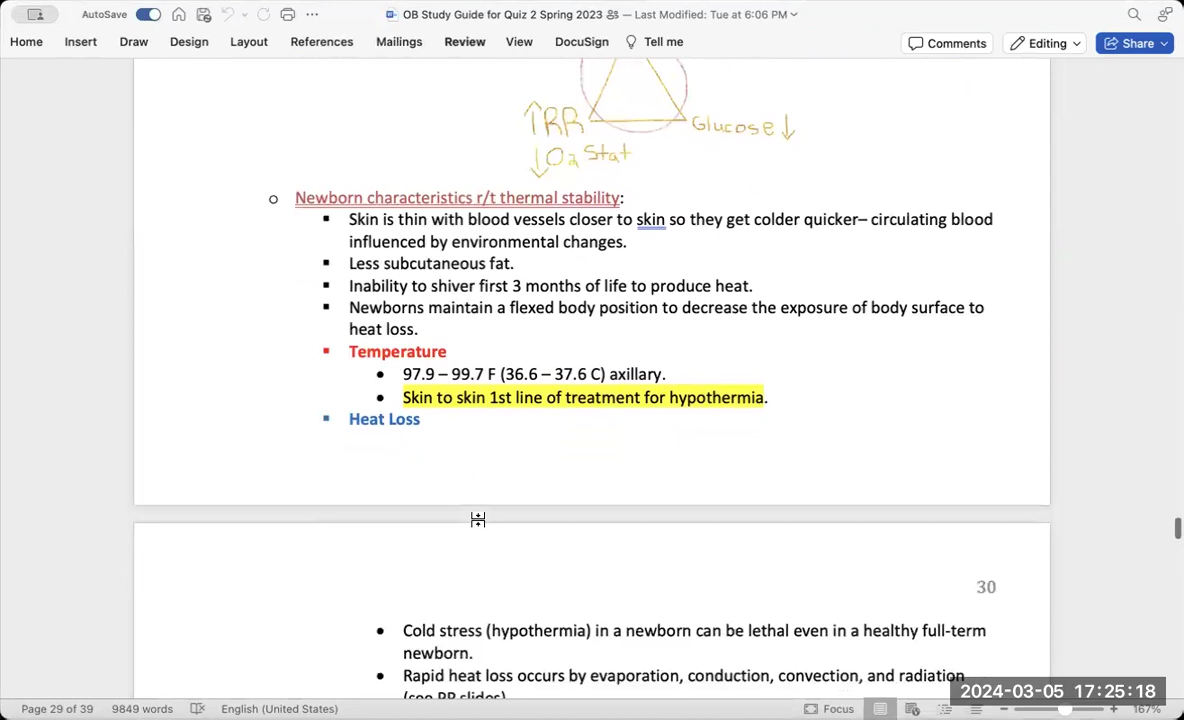 AutoSave
OB Study Guide for Quiz 2 Spring 2023 — Last Modified: Tue at 6:06 PM
Home Insert Draw Design Layout References Mailings Review View DocuSign Tell me Comments Editing Share
↑RR Glucose ↓
↓O2 Stat
o Newborn characteristics r/t thermal stability:
▪ Skin is thin with blood vessels closer to skin so they get colder quicker– circulating blood
influenced by environmental changes.
▪ Less subcutaneous fat.
▪ Inability to shiver first 3 months of life to produce heat.
▪ Newborns maintain a flexed body position to decrease the exposure of body surface to
heat loss.
▪ Temperature
• 97.9 – 99.7 F (36.6 – 37.6 C) axillary.
• Skin to skin 1st line of treatment for hypothermia.
▪ Heat Loss
30
• Cold stress (hypothermia) in a newborn can be lethal even in a healthy full-term
newborn.
• Rapid heat loss occurs by evaporation, conduction, convection, and radiation
(see PP slides)
2024-03-05 17:25:18
Page 29 of 39 9849 words English (United States) Focus 167%